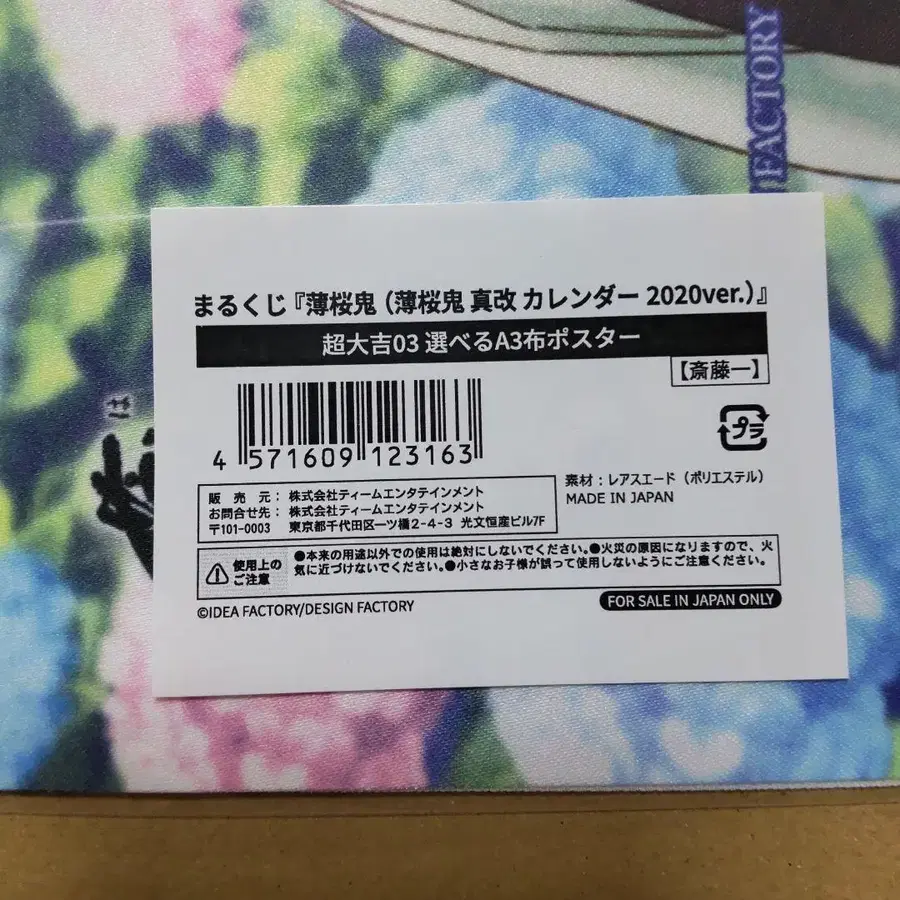 FACTORY
まるくじ『薄桜鬼（薄桜鬼 真改 カレンダー 2020ver.）』
超大吉03 選べるA3布ポスター
【斎藤一】
プラ
4 571609 123163
素材：レアスエード（ポリエステル）
MADE IN JAPAN
販 売 元： 株式会社ティームエンタテインメント
お問合せ先： 株式会社ティームエンタテインメント
〒101-0003 東京都千代田区一ツ橋2-4-3 光文恒産ビル7F
使用上の
ご注意
●本来の用途以外での使用は絶対にしないでください。●火災の原因になりますので、火
気に近づけないでください。●小さなお子様が誤って使用しないようにご注意ください。
©IDEA FACTORY/DESIGN FACTORY
FOR SALE IN JAPAN ONLY
は